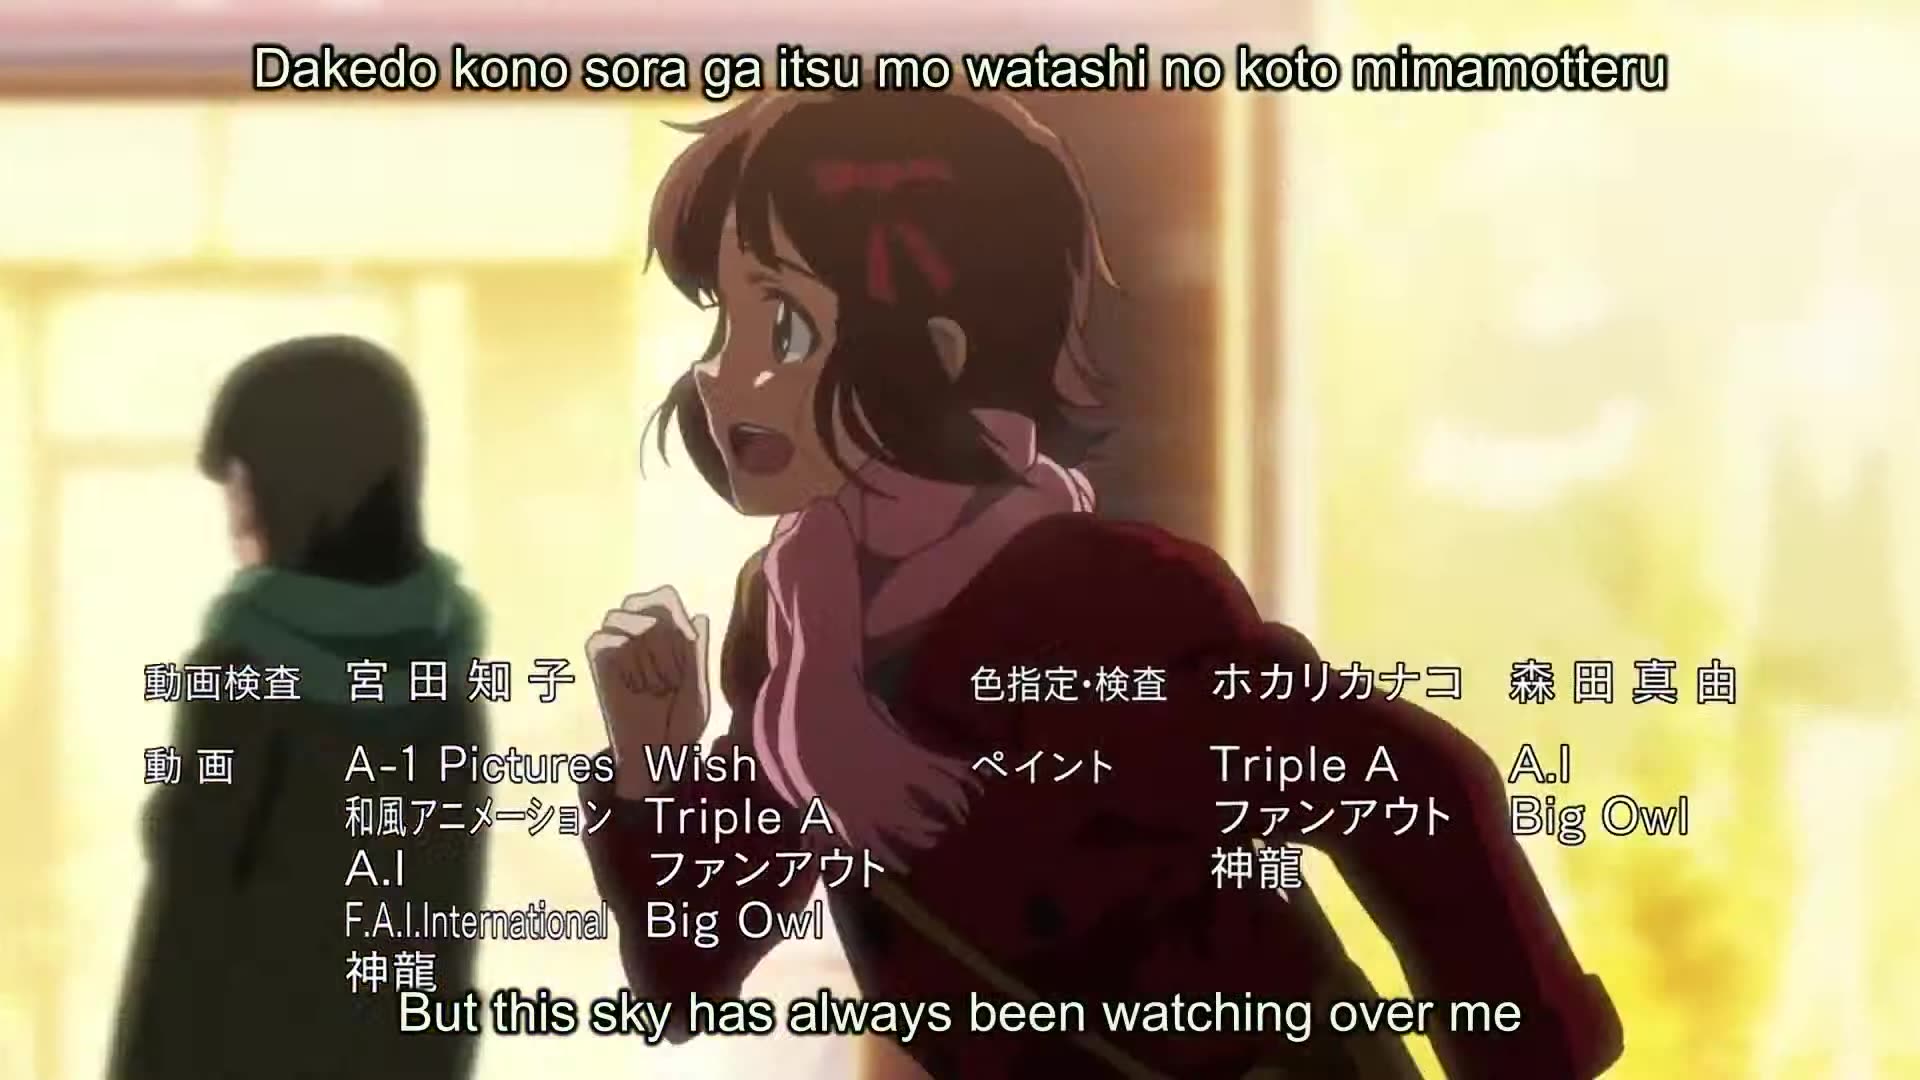 Dakedo kono sora ga itsu mo watashi no koto mimamotteru
動画検査 宮田知子
動画 A-1 Pictures Wish
和風アニメーション Triple A
A.I ファンアウト
F.A.I.International Big Owl
神龍
色指定・検査 ホカリカナコ 森田真由
ペイント Triple A A.I
ファンアウト Big Owl
神龍
But this sky has always been watching over me